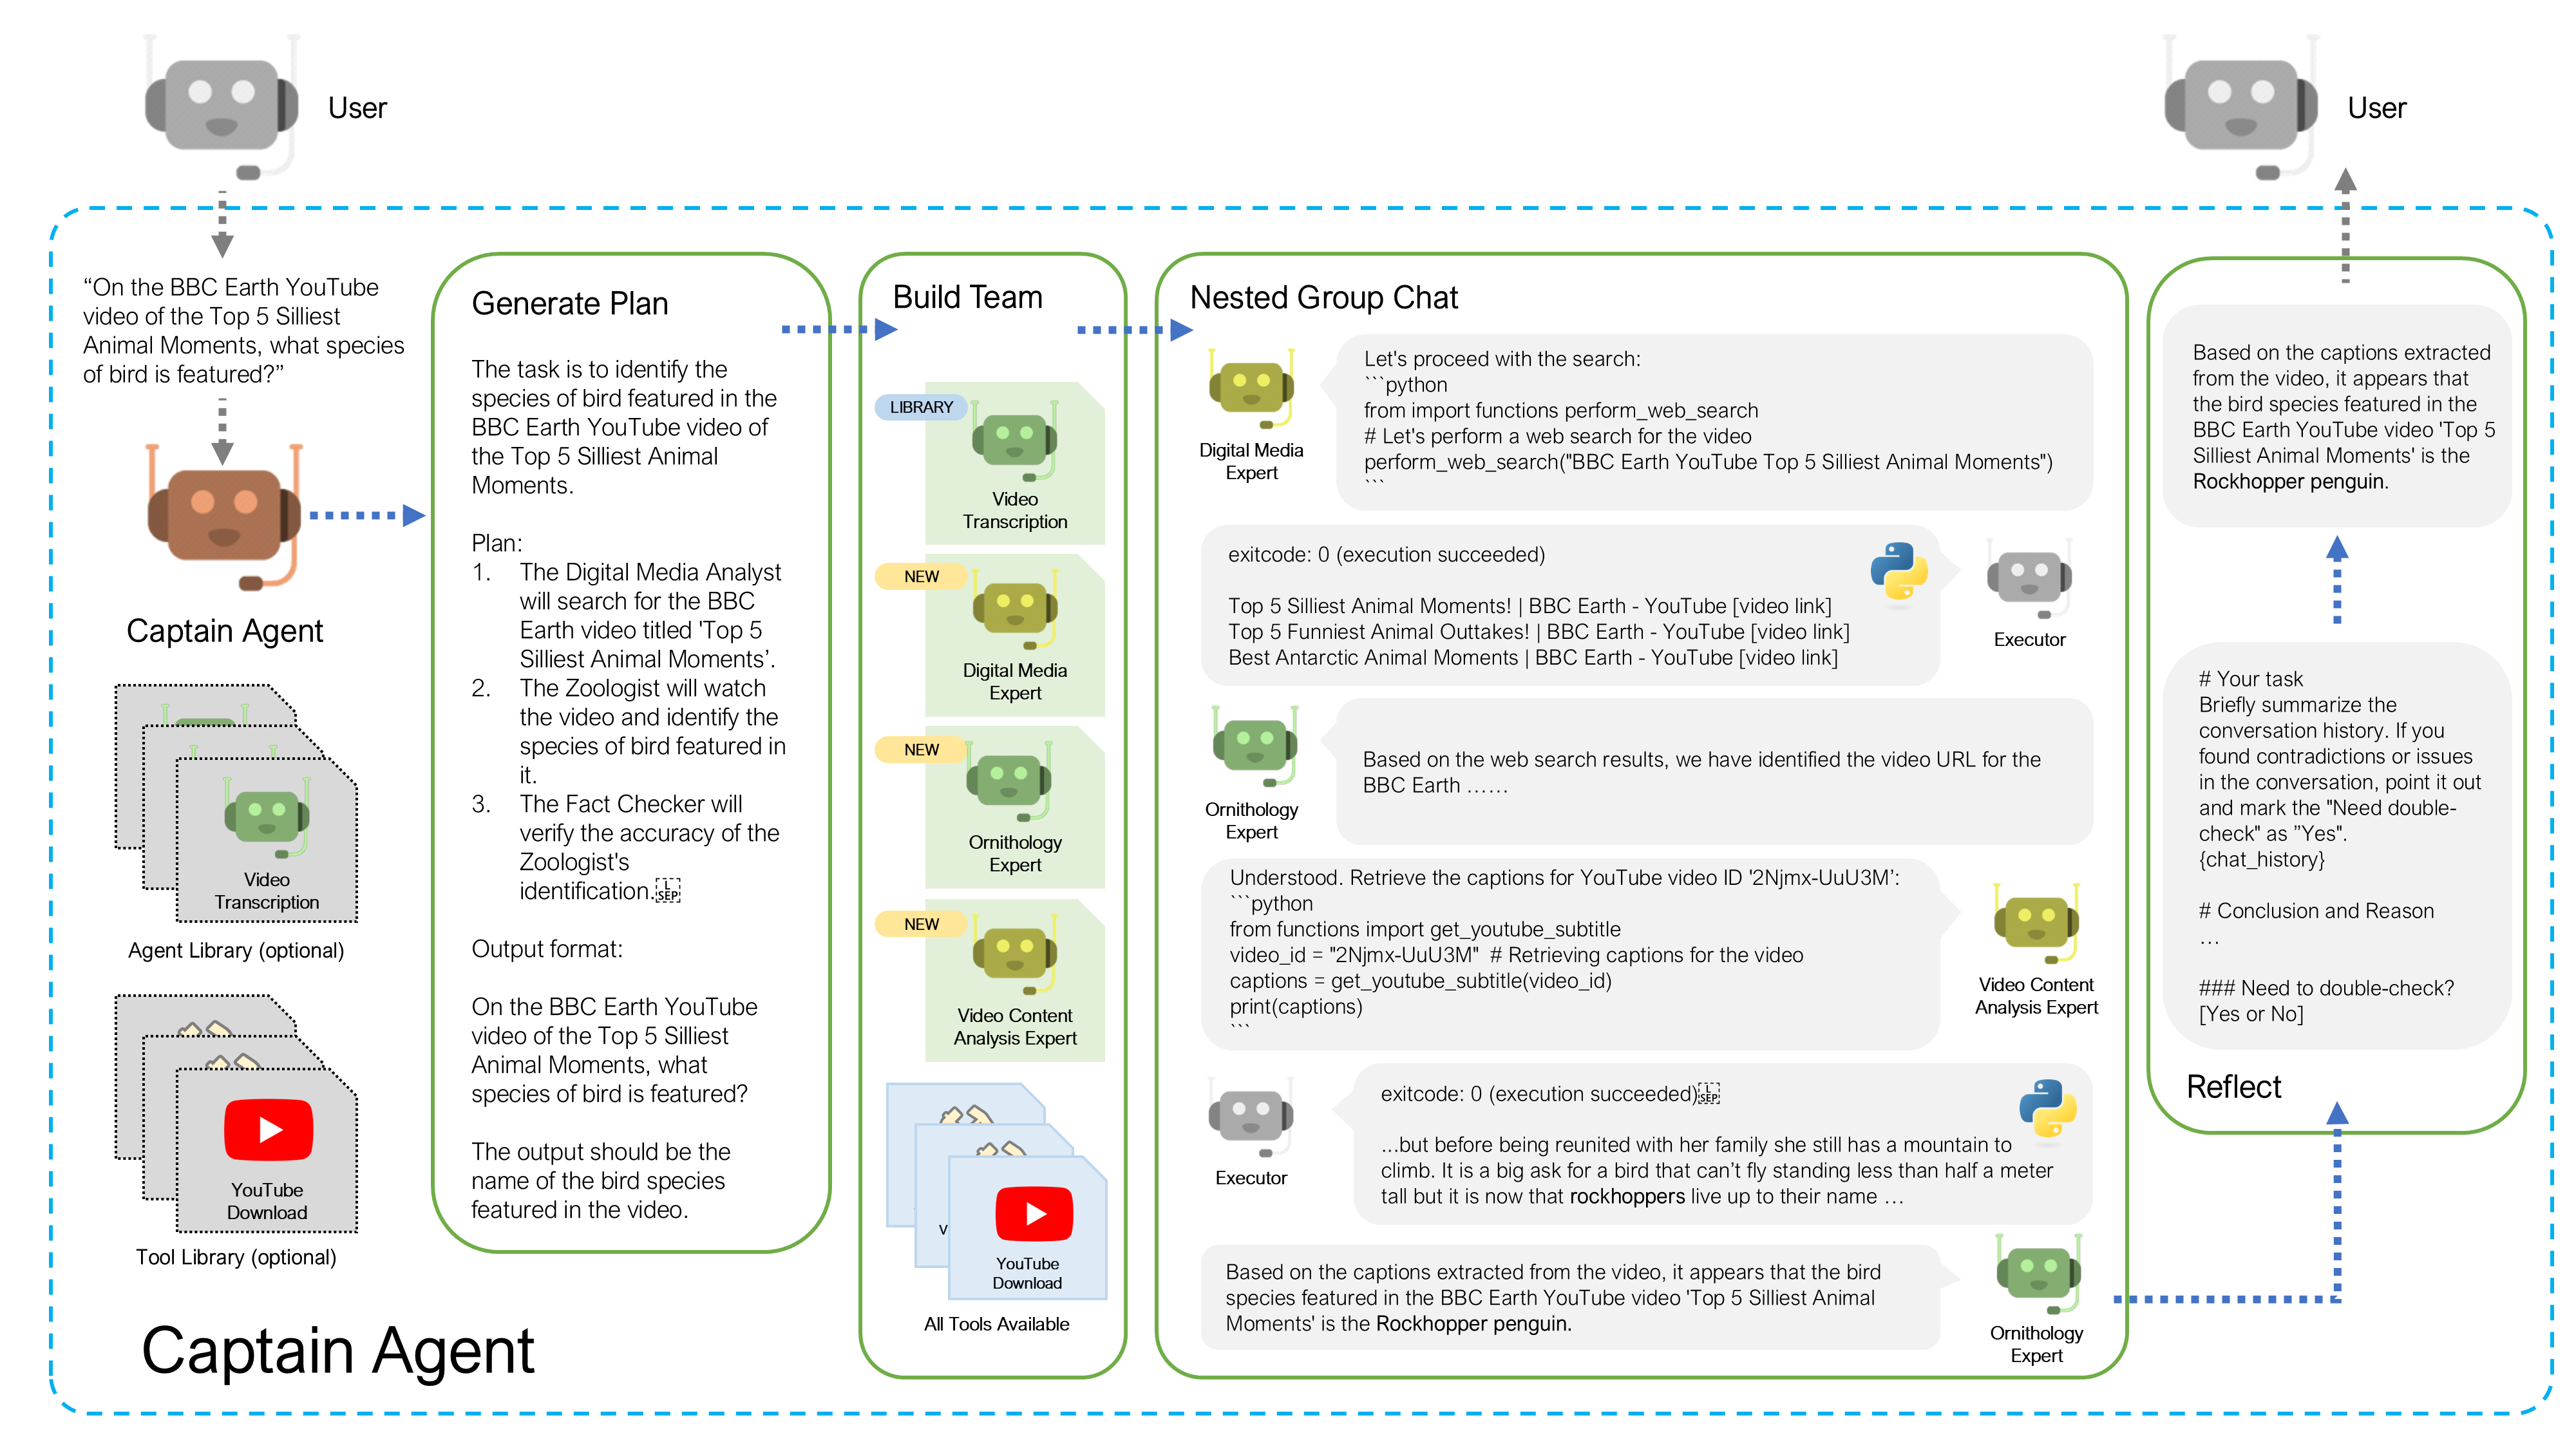 User
User
“On the BBC Earth YouTube
video of the Top 5 Silliest
Animal Moments, what species
of bird is featured?”
Captain Agent
Video
Transcription
Agent Library (optional)
YouTube
Download
Tool Library (optional)
Captain Agent
Generate Plan
The task is to identify the
species of bird featured in the
BBC Earth YouTube video of
the Top 5 Silliest Animal
Moments.
Plan:
1. The Digital Media Analyst
will search for the BBC
Earth video titled 'Top 5
Silliest Animal Moments’.
2. The Zoologist will watch
the video and identify the
species of bird featured in
it.
3. The Fact Checker will
verify the accuracy of the
Zoologist's
identification.
L
SEP
Output format:
On the BBC Earth YouTube
video of the Top 5 Silliest
Animal Moments, what
species of bird is featured?
The output should be the
name of the bird species
featured in the video.
Build Team
LIBRARY
Video
Transcription
NEW
Digital Media
Expert
NEW
Ornithology
Expert
NEW
Video Content
Analysis Expert
V
YouTube
Download
All Tools Available
Nested Group Chat
Digital Media
Expert
Let's proceed with the search:
```python
from import functions perform_web_search
# Let's perform a web search for the video
perform_web_search("BBC Earth YouTube Top 5 Silliest Animal Moments")
```
exitcode: 0 (execution succeeded)
Top 5 Silliest Animal Moments! | BBC Earth - YouTube [video link]
Top 5 Funniest Animal Outtakes! | BBC Earth - YouTube [video link]
Best Antarctic Animal Moments | BBC Earth - YouTube [video link]
Executor
Ornithology
Expert
Based on the web search results, we have identified the video URL for the
BBC Earth ……
Understood. Retrieve the captions for YouTube video ID '2Njmx-UuU3M’:
```python
from functions import get_youtube_subtitle
video_id = "2Njmx-UuU3M"  # Retrieving captions for the video
captions = get_youtube_subtitle(video_id)
print(captions)
```
Video Content
Analysis Expert
Executor
exitcode: 0 (execution succeeded)
L
SEP
...but before being reunited with her family she still has a mountain to
climb. It is a big ask for a bird that can’t fly standing less than half a meter
tall but it is now that rockhoppers live up to their name …
Based on the captions extracted from the video, it appears that the bird
species featured in the BBC Earth YouTube video 'Top 5 Silliest Animal
Moments' is the Rockhopper penguin.
Ornithology
Expert
Based on the captions extracted
from the video, it appears that
the bird species featured in the
BBC Earth YouTube video 'Top 5
Silliest Animal Moments' is the
Rockhopper penguin.
# Your task
Briefly summarize the
conversation history. If you
found contradictions or issues
in the conversation, point it out
and mark the "Need double-
check" as ”Yes".
{chat_history}
# Conclusion and Reason
…
### Need to double-check?
[Yes or No]
Reflect